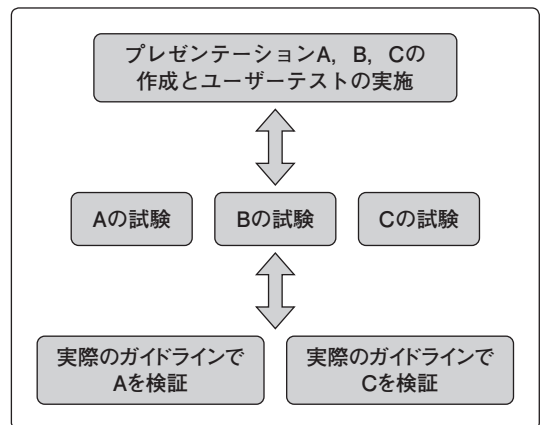 プレゼンテーションA，B，Cの
作成とユーザーテストの実施
Aの試験
Bの試験
Cの試験
実際のガイドラインで
Aを検証
実際のガイドラインで
Cを検証